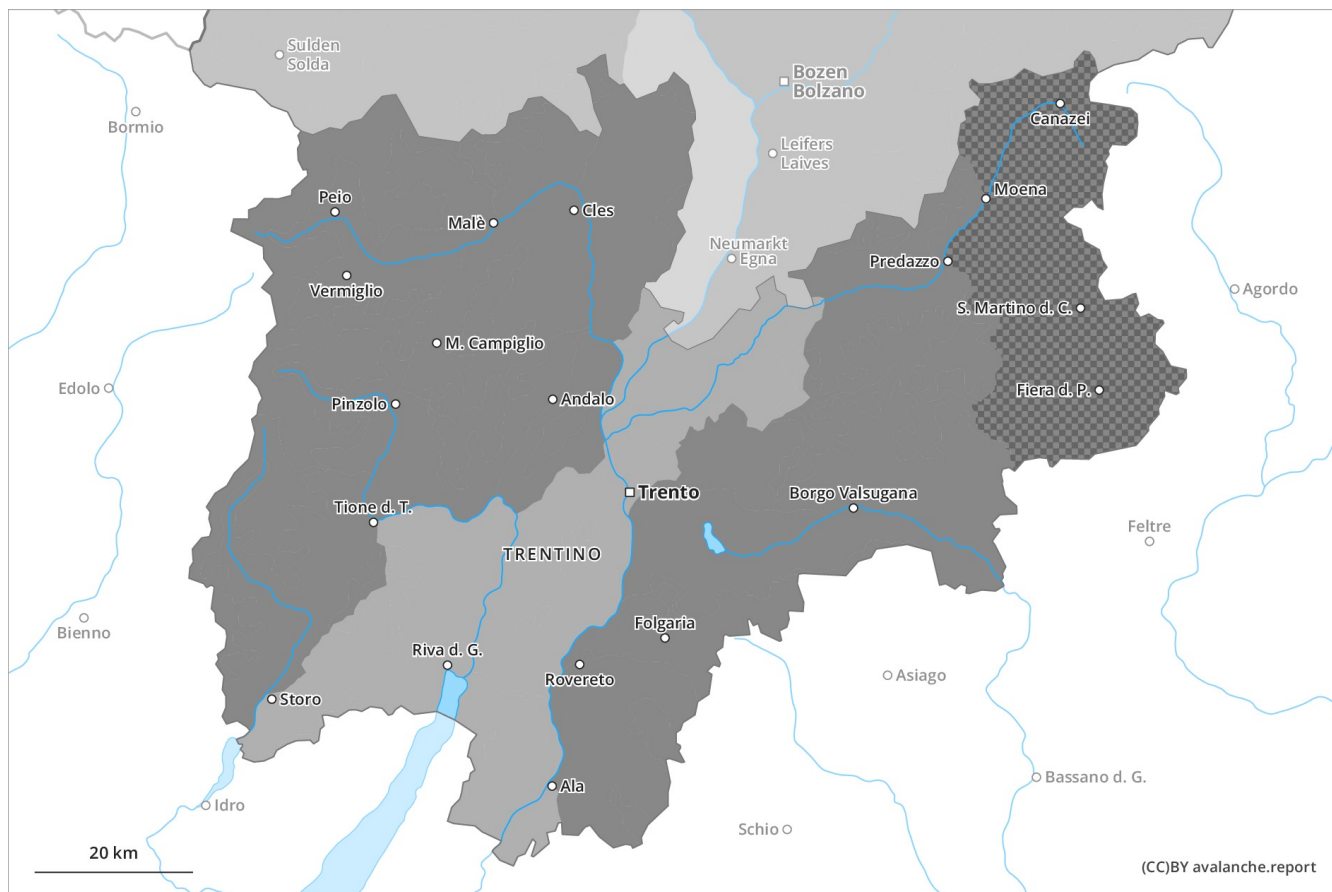 Sulden
Solda
Bozen
Bolzano
Bormio
Canazei
Leifers
Laives
Moena
Peio
Cles
Malè
Neumarkt
Egna
Predazzo
Vermiglio
Agordo
S. Martino d. C.
M. Campiglio
Edolo
Pinzolo
Andalo
Fiera d. P.
Trento
Borgo Valsugana
Tione d. T.
Feltre
TRENTINO
Bienno
Folgaria
Riva d. G.
Rovereto
Asiago
Storo
Bassano d. G.
Ala
Idro
Schio
20 km
(CC)BY avalanche.report